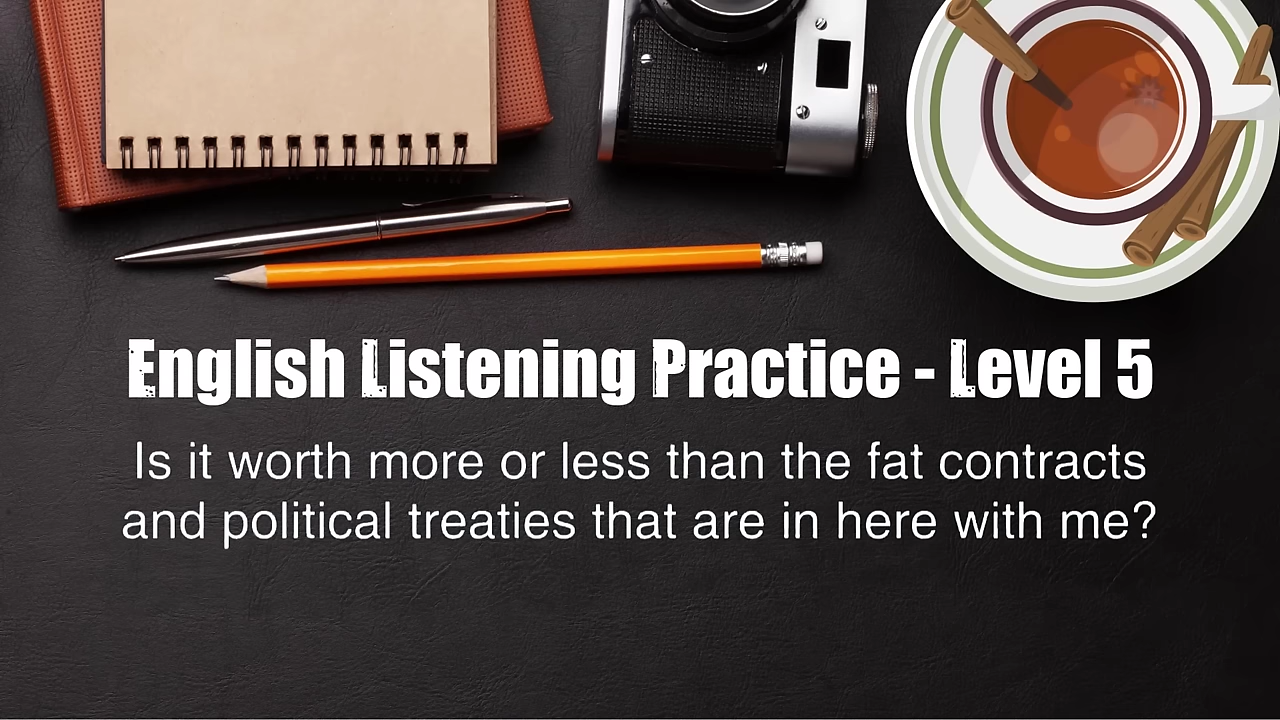 English Listening Practice - Level 5
Is it worth more or less than the fat contracts
and political treaties that are in here with me?